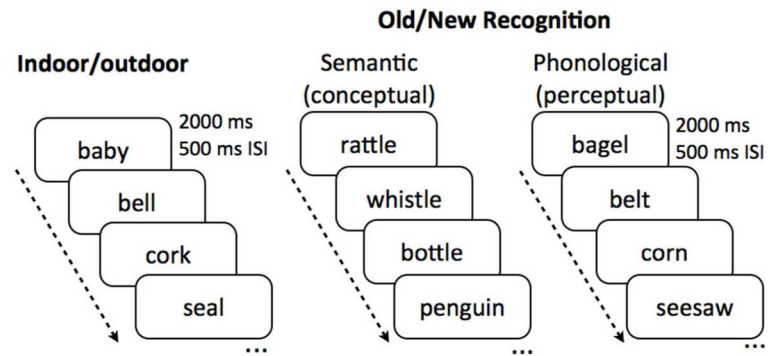 Old/New Recognition
Indoor/outdoor
Semantic
(conceptual)
Phonological
(perceptual)
baby
2000 ms
500 ms ISI
bell
cork
seal
...
rattle
whistle
bottle
penguin
...
bagel
2000 ms
500 ms ISI
belt
corn
seesaw
...